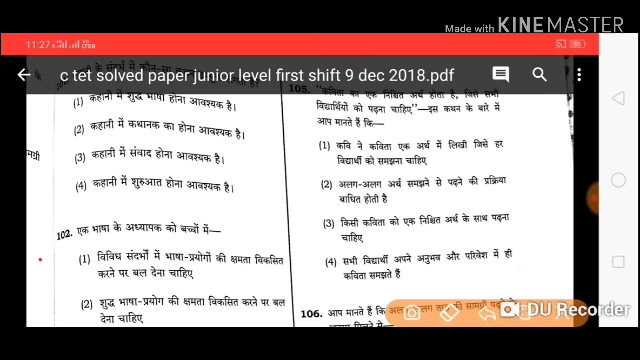 Made with KINEMASTER
11:27
c tet solved paper junior level first shift 9 dec 2018.pdf
(1) कहानी में शुद्ध भाषा होना आवश्यक है।
(2) कहानी में कथानक का होना आवश्यक है।
(3) कहानी में संवाद होना आवश्यक है।
(4) कहानी में शुरुआत होना आवश्यक है।
102. एक भाषा के अध्यापक को बच्चों में—
(1) विविध संदर्भों में भाषा-प्रयोगों की क्षमता विकसित
करने पर बल देना चाहिए
(2) शुद्ध भाषा-प्रयोग की क्षमता विकसित करने पर बल
देना चाहिए
105. "कविता का एक निश्चित अर्थ होता है, जिसे सभी
विद्यार्थियों को पढ़ना चाहिए"—इस कथन के बारे में
आप मानते हैं कि—
(1) कवि ने कविता एक अर्थ में लिखी जिसे हर
विद्यार्थी को समझना चाहिए
(2) अलग-अलग अर्थ समझने से पढ़ने की प्रक्रिया
बाधित होती है
(3) किसी कविता को एक निश्चित अर्थ के साथ पढ़ना
चाहिए
(4) सभी विद्यार्थी अपने अनुभव और परिवेश में ही
कविता समझते हैं
106. आप मानते हैं कि
DU Recorder